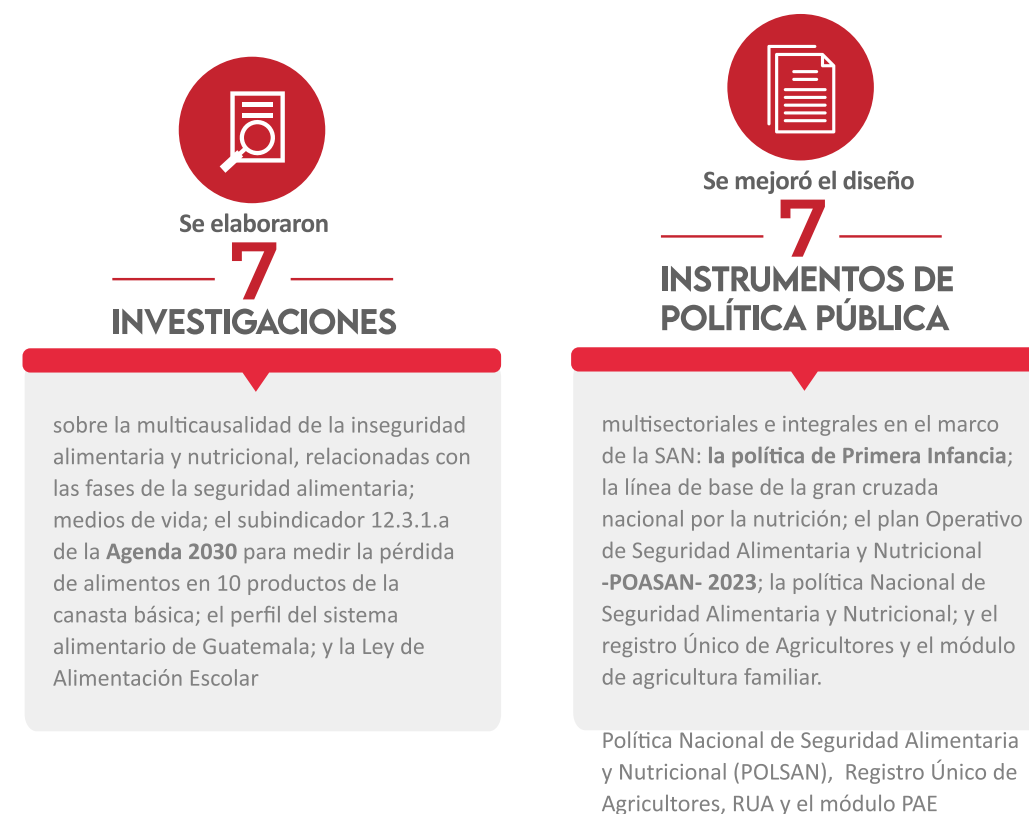 Se elaboraron
7
INVESTIGACIONES
sobre la multicausalidad de la inseguridad
alimentaria y nutricional, relacionadas con
las fases de la seguridad alimentaria;
medios de vida; el subindicador 12.3.1.a
de la Agenda 2030 para medir la pérdida
de alimentos en 10 productos de la
canasta básica; el perfil del sistema
alimentario de Guatemala; y la Ley de
Alimentación Escolar
Se mejoró el diseño
7
INSTRUMENTOS DE
POLÍTICA PÚBLICA
multisectoriales e integrales en el marco
de la SAN: la política de Primera Infancia;
la línea de base de la gran cruzada
nacional por la nutrición; el plan Operativo
de Seguridad Alimentaria y Nutricional
-POASAN- 2023; la política Nacional de
Seguridad Alimentaria y Nutricional; y el
registro Único de Agricultores y el módulo
de agricultura familiar.
Política Nacional de Seguridad Alimentaria
y Nutricional (POLSAN), Registro Único de
Agricultores, RUA y el módulo PAE